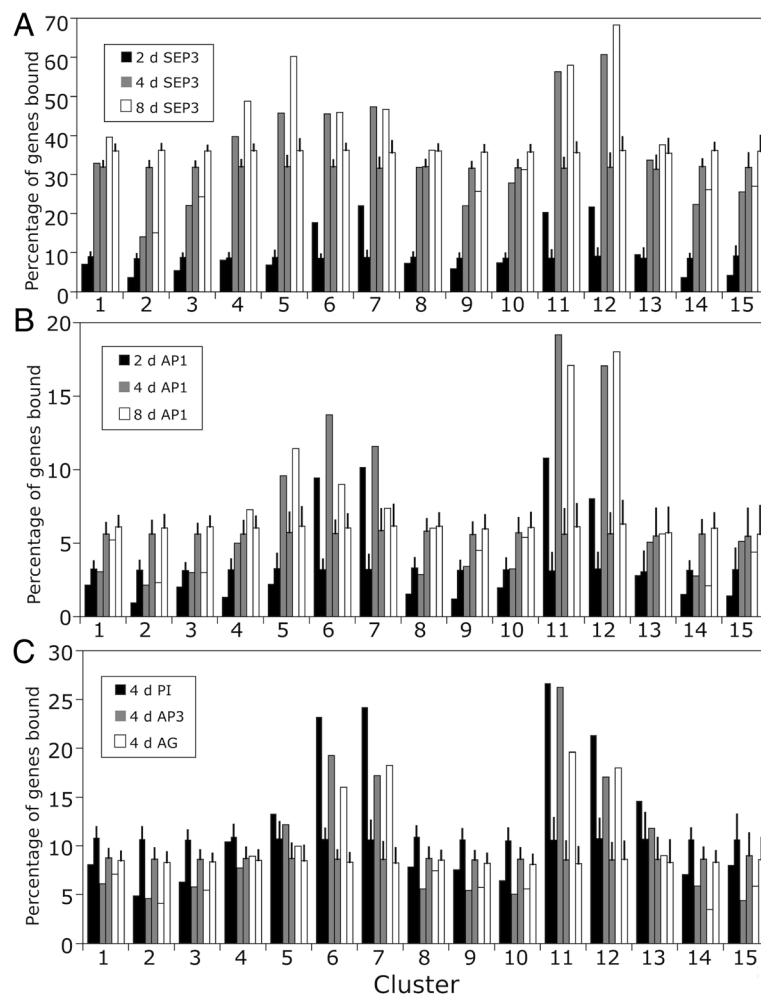 A
Percentage of genes bound
70
60
50
40
30
20
10
0
2 d SEP3
4 d SEP3
8 d SEP3
1 2 3 4 5 6 7 8 9 10 11 12 13 14 15
B
Percentage of genes bound
20
15
10
5
0
2 d AP1
4 d AP1
8 d AP1
1 2 3 4 5 6 7 8 9 10 11 12 13 14 15
C
Percentage of genes bound
30
25
20
15
10
5
0
4 d PI
4 d AP3
4 d AG
1 2 3 4 5 6 7 8 9 10 11 12 13 14 15
Cluster